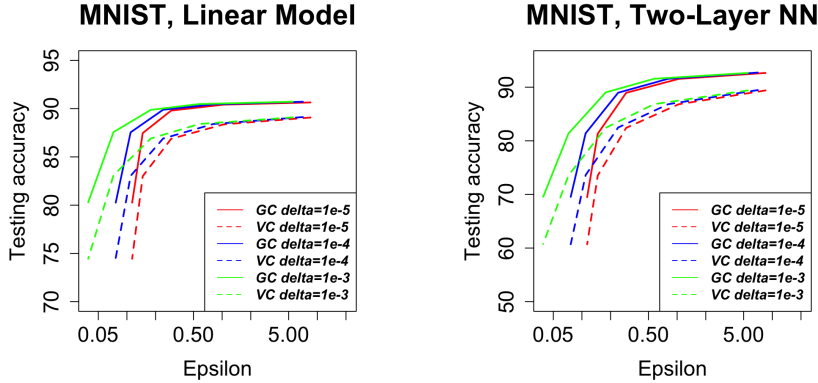 MNIST, Linear Model
95
90
85
80
75
70
Testing accuracy
0.05
0.50
5.00
Epsilon
GC delta=1e-5
VC delta=1e-5
GC delta=1e-4
VC delta=1e-4
GC delta=1e-3
VC delta=1e-3
MNIST, Two-Layer NN
90
80
70
60
50
Testing accuracy
0.05
0.50
5.00
Epsilon
GC delta=1e-5
VC delta=1e-5
GC delta=1e-4
VC delta=1e-4
GC delta=1e-3
VC delta=1e-3